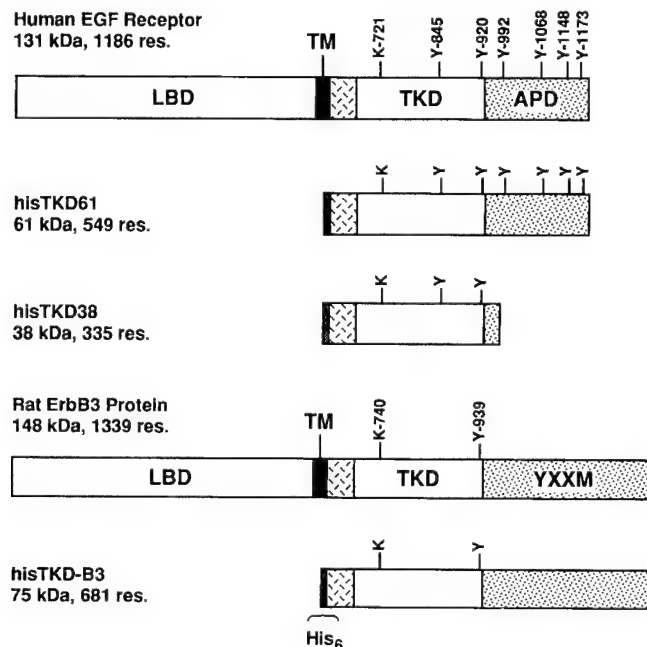 Human EGF Receptor
131 kDa, 1186 res.
TM
K-721
Y-845
Y-920
Y-992
Y-1068
Y-1148
Y-1173
LBD
TKD
APD
hisTKD61
61 kDa, 549 res.
K
Y
Y
Y
Y
Y
Y
hisTKD38
38 kDa, 335 res.
K
Y
Y
Rat ErbB3 Protein
148 kDa, 1339 res.
TM
K-740
Y-939
LBD
TKD
YXXM
hisTKD-B3
75 kDa, 681 res.
K
Y
His6